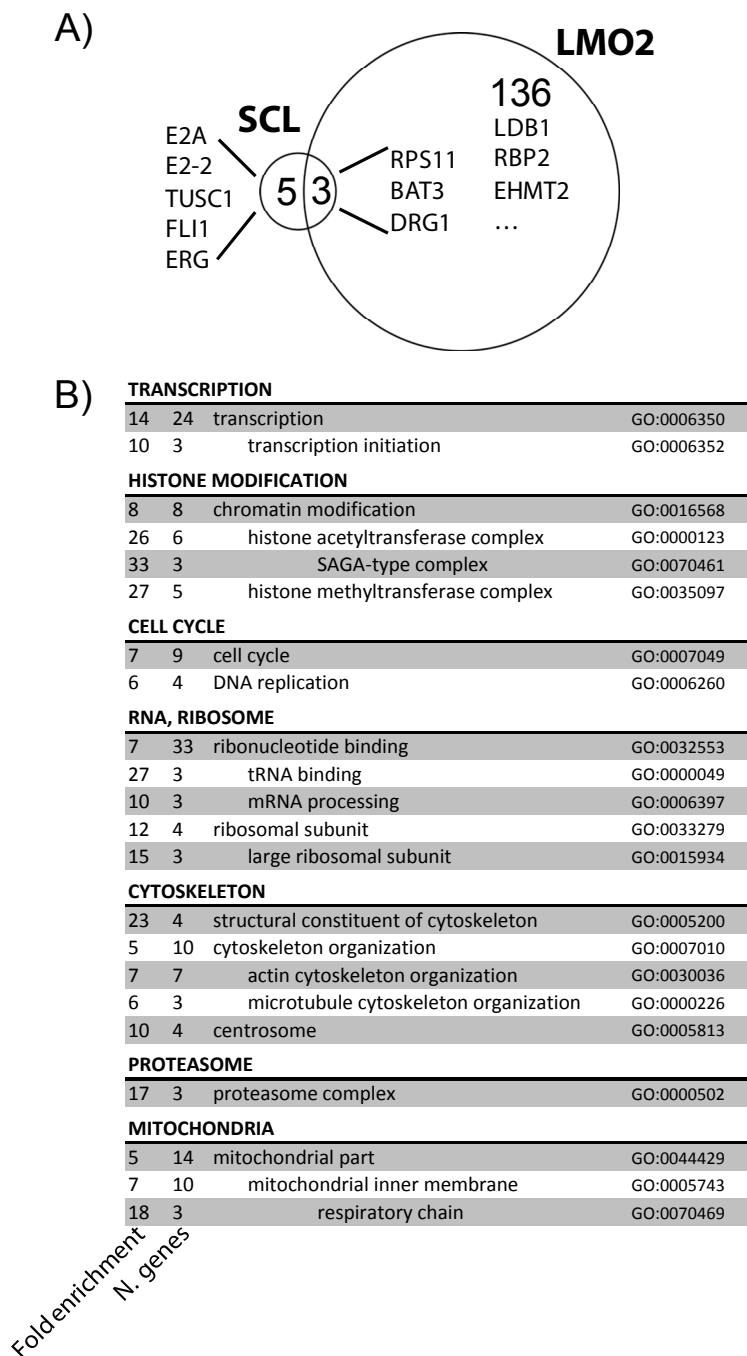 A)
LMO2
SCL
136
E2A
E2-2
TUSC1
FLI1
ERG
5 3
RPS11
BAT3
DRG1
LDB1
RBP2
EHMT2
...
B)
TRANSCRIPTION
14 24 transcription GO:0006350
10 3 transcription initiation GO:0006352
HISTONE MODIFICATION
8 8 chromatin modification GO:0016568
26 6 histone acetyltransferase complex GO:0000123
33 3 SAGA-type complex GO:0070461
27 5 histone methyltransferase complex GO:0035097
CELL CYCLE
7 9 cell cycle GO:0007049
6 4 DNA replication GO:0006260
RNA, RIBOSOME
7 33 ribonucleotide binding GO:0032553
27 3 tRNA binding GO:0000049
10 3 mRNA processing GO:0006397
12 4 ribosomal subunit GO:0033279
15 3 large ribosomal subunit GO:0015934
CYTOSKELETON
23 4 structural constituent of cytoskeleton GO:0005200
5 10 cytoskeleton organization GO:0007010
7 7 actin cytoskeleton organization GO:0030036
6 3 microtubule cytoskeleton organization GO:0000226
10 4 centrosome GO:0005813
PROTEASOME
17 3 proteasome complex GO:0000502
MITOCHONDRIA
5 14 mitochondrial part GO:0044429
7 10 mitochondrial inner membrane GO:0005743
18 3 respiratory chain GO:0070469
Fold enrichment
N. genes